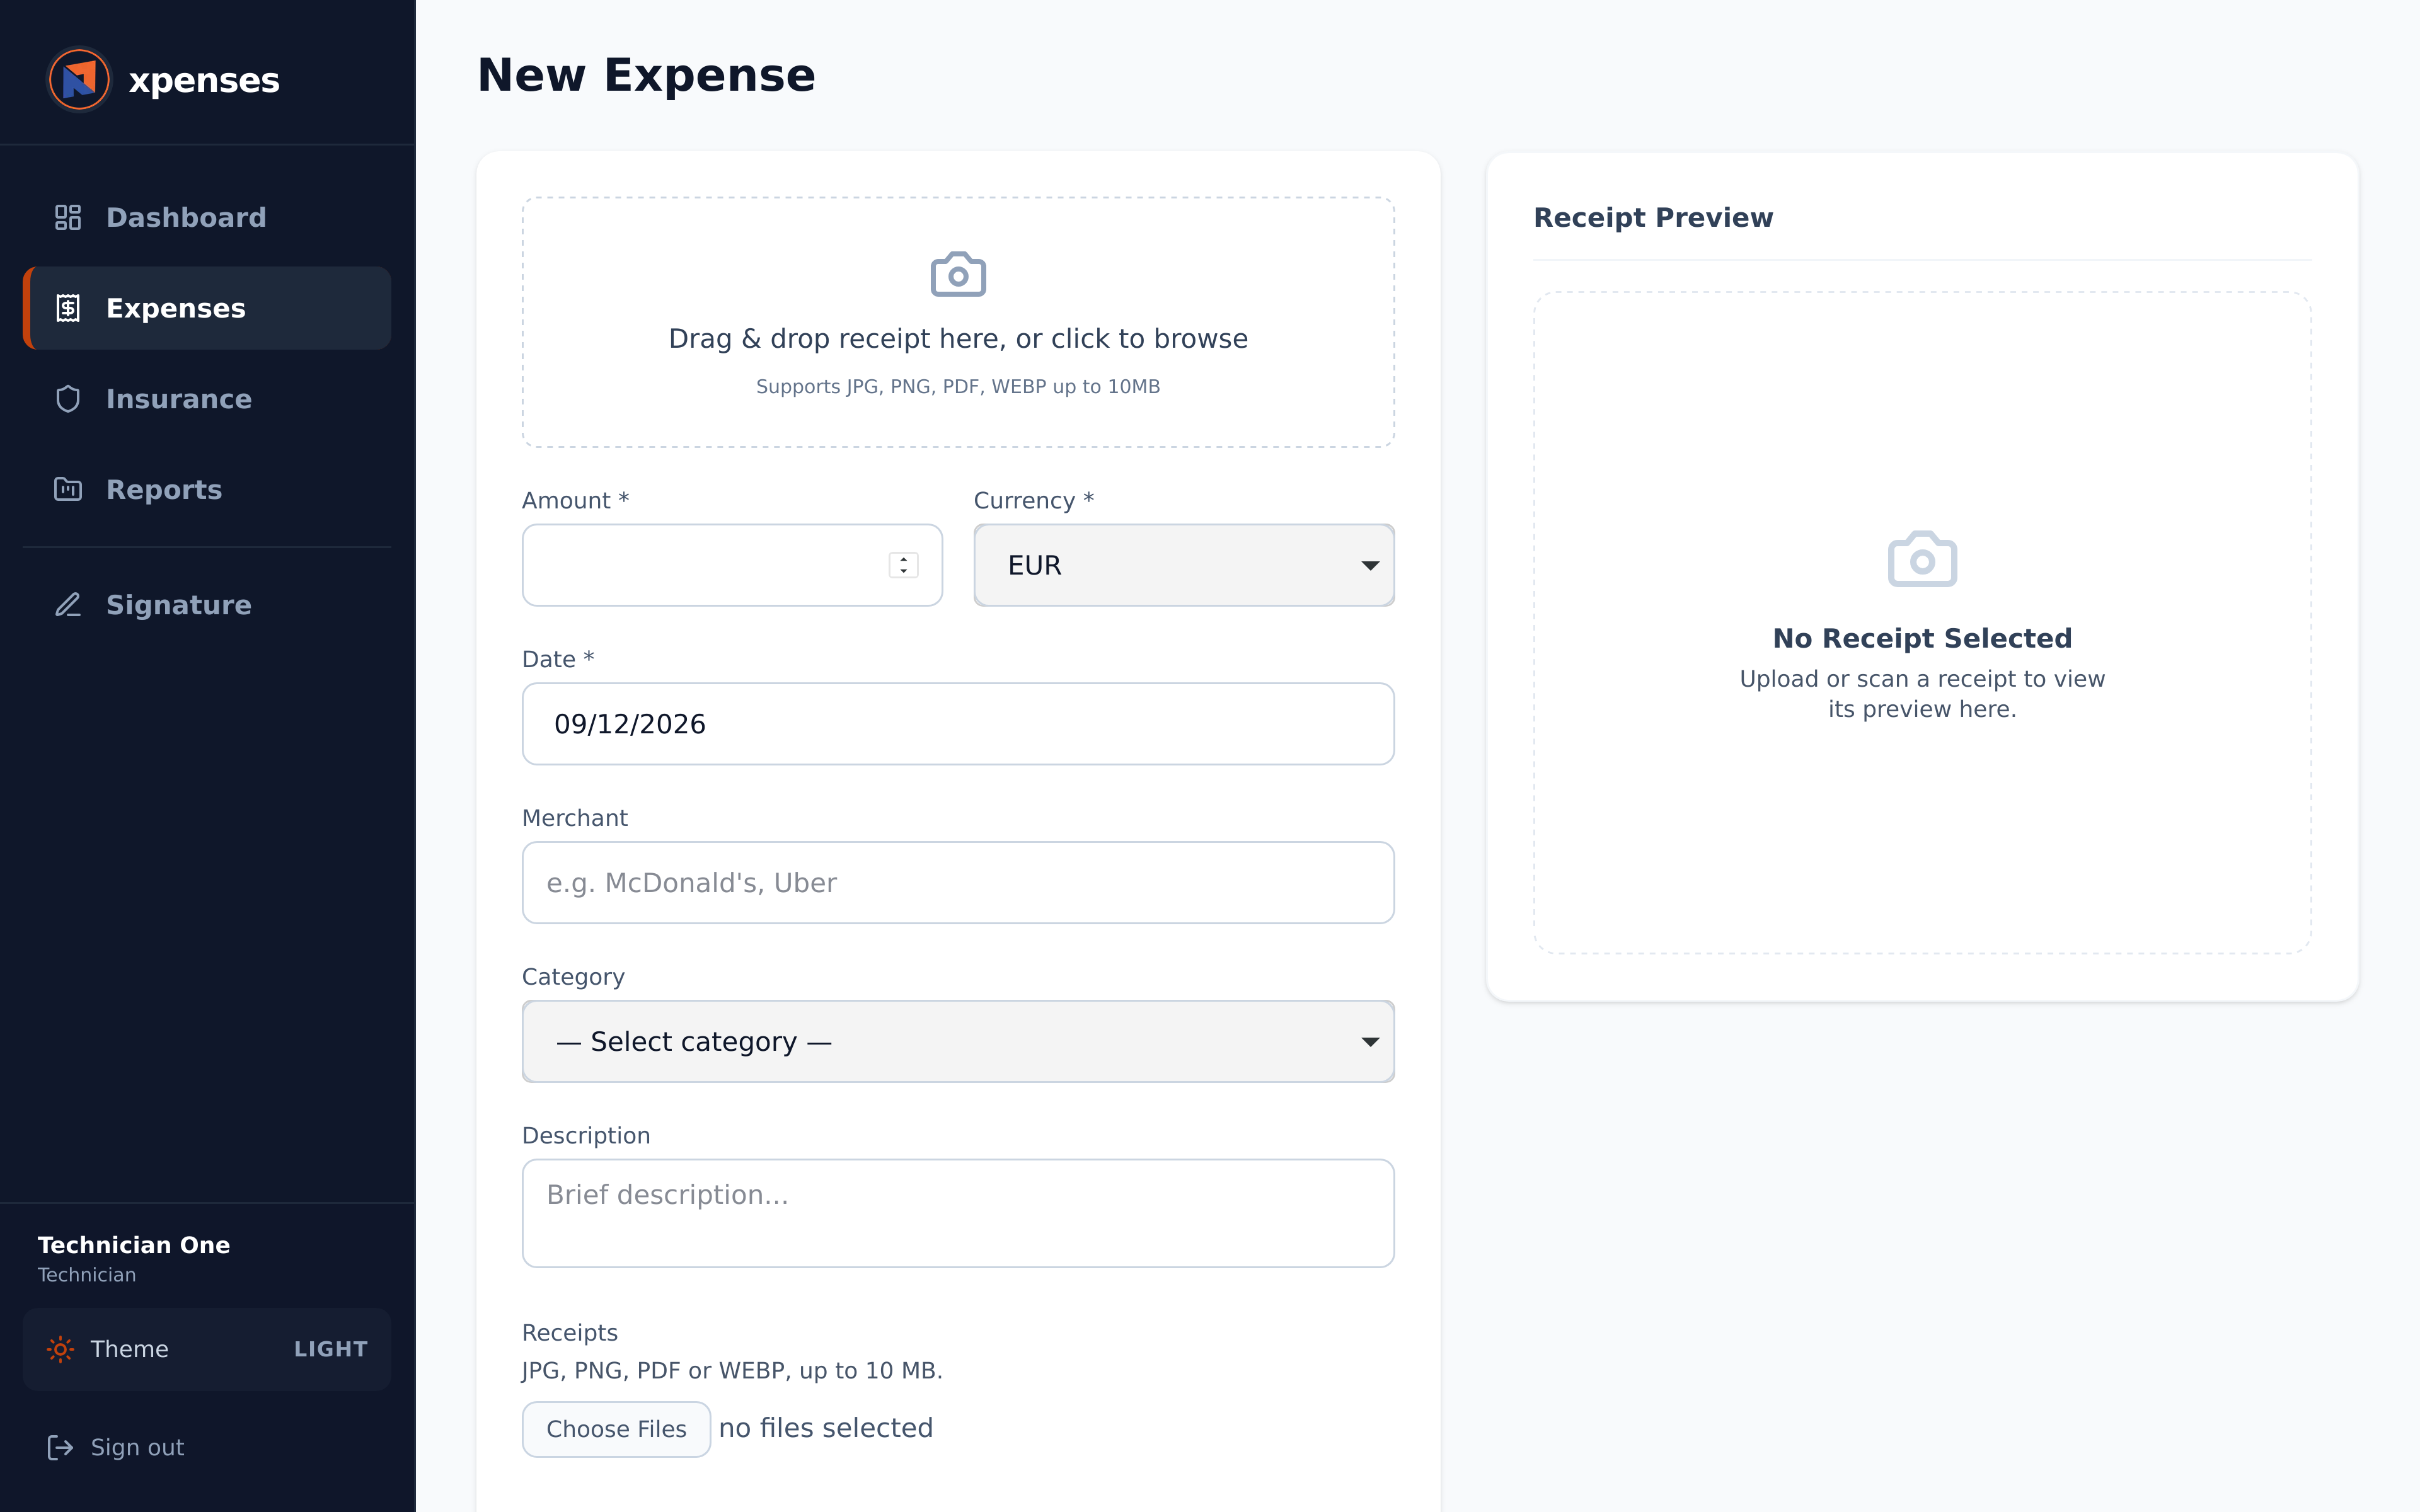 xpenses
Dashboard
Expenses
Insurance
Reports
Signature
Technician One
Technician
Theme
LIGHT
Sign out
New Expense
Drag & drop receipt here, or click to browse
Supports JPG, PNG, PDF, WEBP up to 10MB
Amount *
Currency *
EUR
Date *
09/12/2026
Merchant
e.g. McDonald's, Uber
Category
— Select category —
Description
Brief description...
Receipts
JPG, PNG, PDF or WEBP, up to 10 MB.
Choose Files no files selected
Receipt Preview
No Receipt Selected
Upload or scan a receipt to view
its preview here.